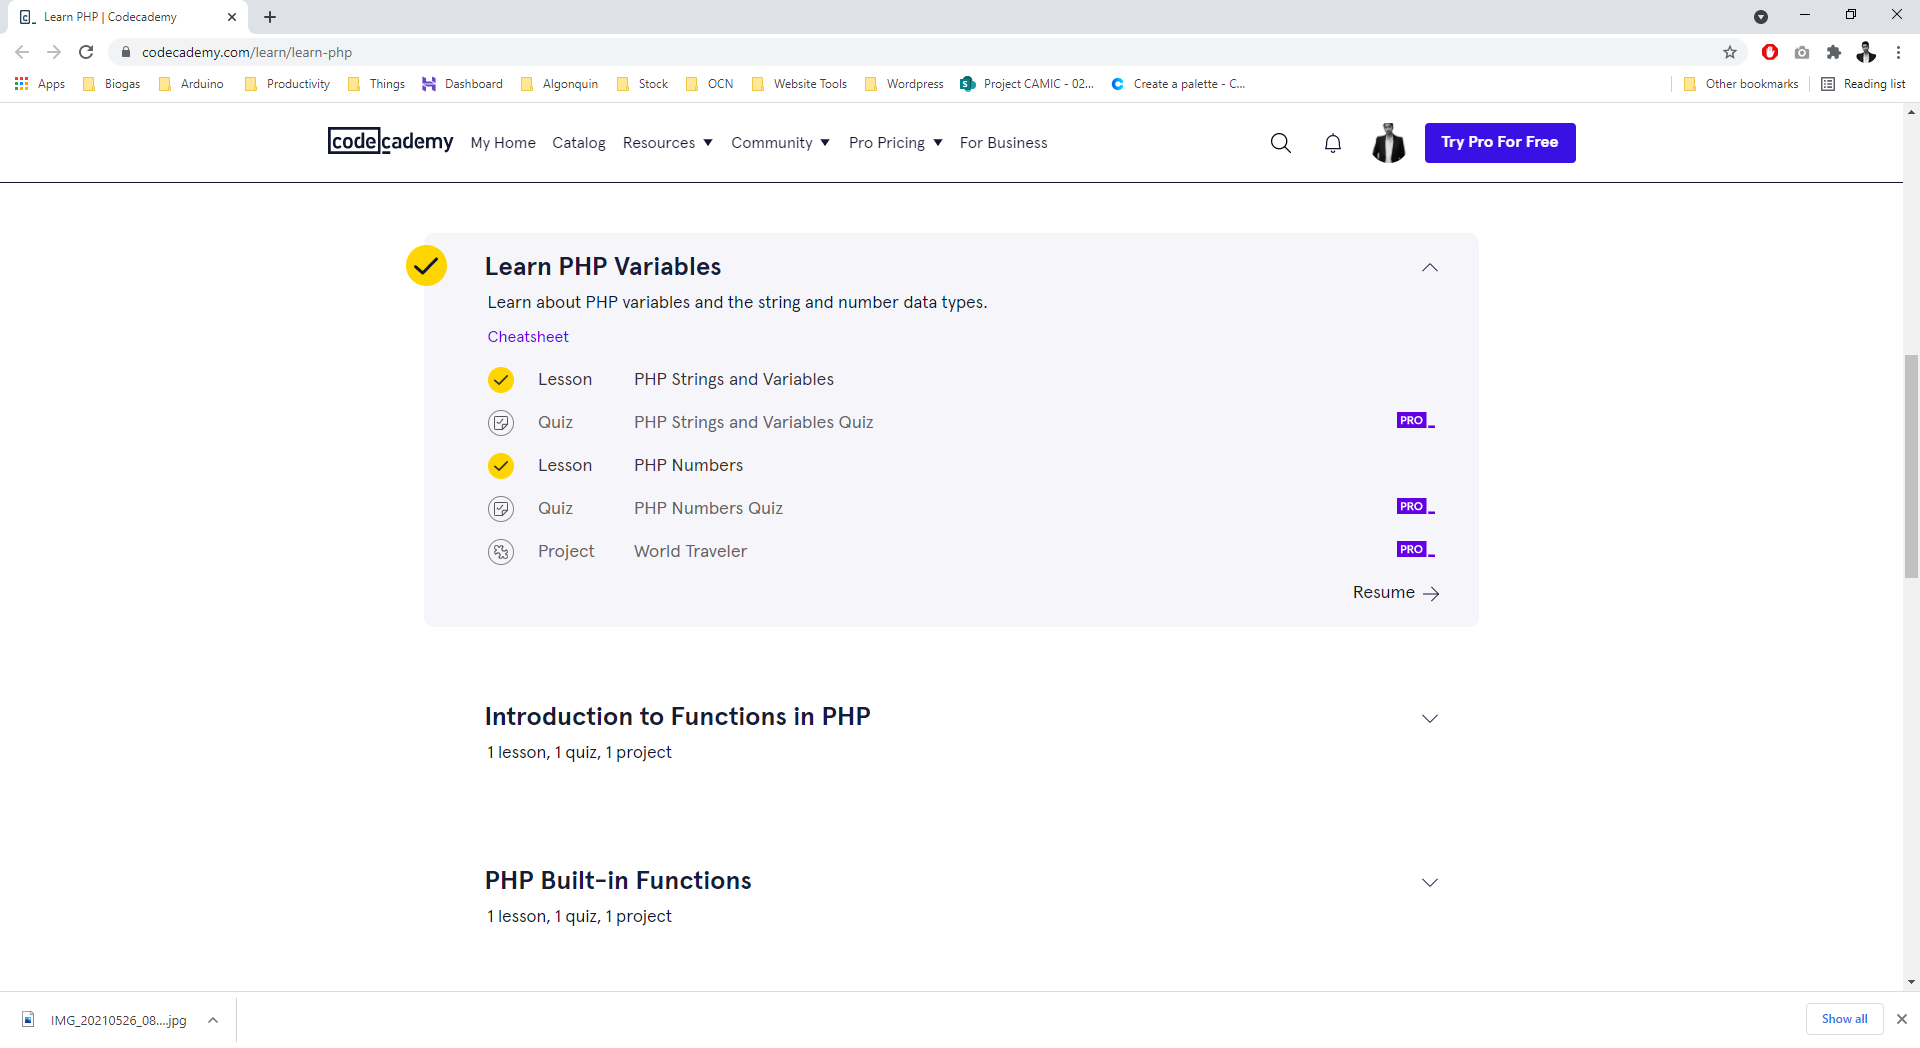 Learn PHP | Codecademy
codecademy.com/learn/learn-php
Apps Biogas Arduino Productivity Things Dashboard Algonquin Stock OCN Website Tools Wordpress Project CAMIC - 02... Create a palette - C... Other bookmarks Reading list
codecademy My Home Catalog Resources Community Pro Pricing For Business Try Pro For Free
Learn PHP Variables
Learn about PHP variables and the string and number data types.
Cheatsheet
Lesson PHP Strings and Variables
Quiz PHP Strings and Variables Quiz PRO
Lesson PHP Numbers
Quiz PHP Numbers Quiz PRO
Project World Traveler PRO
Resume
Introduction to Functions in PHP
1 lesson, 1 quiz, 1 project
PHP Built-in Functions
1 lesson, 1 quiz, 1 project
IMG_20210526_08....jpg Show all